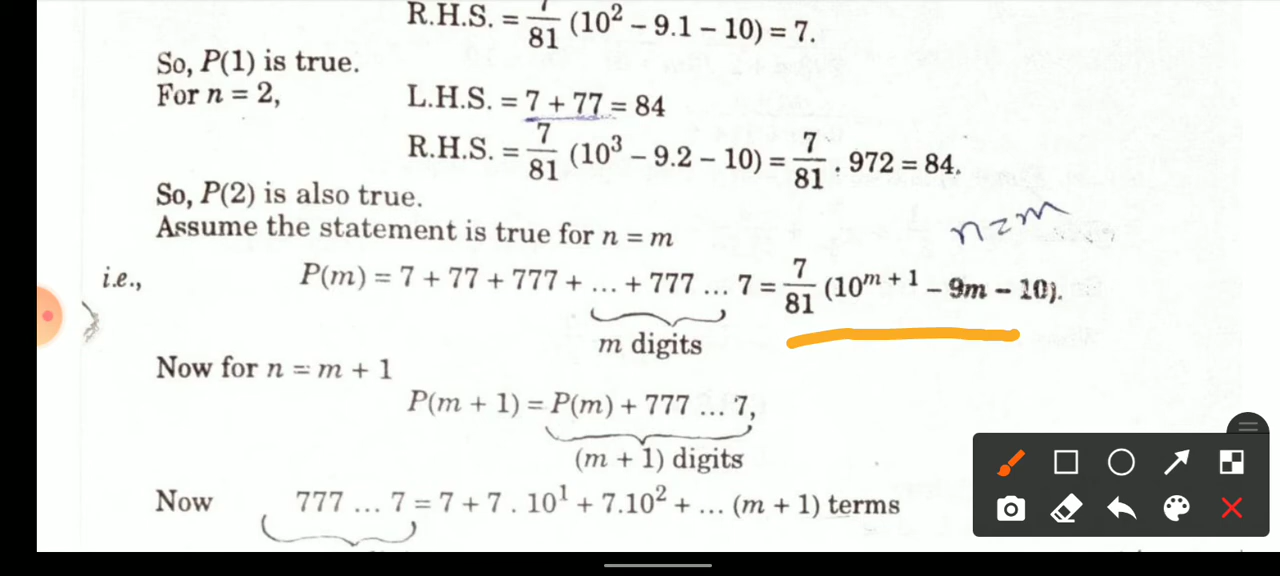 R.H.S. = 7/81 (10² – 9.1 – 10) = 7.
So, P(1) is true.
For n = 2, L.H.S. = 7 + 77 = 84
R.H.S. = 7/81 (10³ – 9.2 – 10) = 7/81 . 972 = 84.
So, P(2) is also true.
Assume the statement is true for n = m
n = m
i.e., P(m) = 7 + 77 + 777 + ... + 777 ... 7 = 7/81 (10ᵐ⁺¹ – 9m – 10).
m digits
Now for n = m + 1
P(m + 1) = P(m) + 777 ... 7,
(m + 1) digits
Now 777 ... 7 = 7 + 7 . 10¹ + 7.10² + ... (m + 1) terms